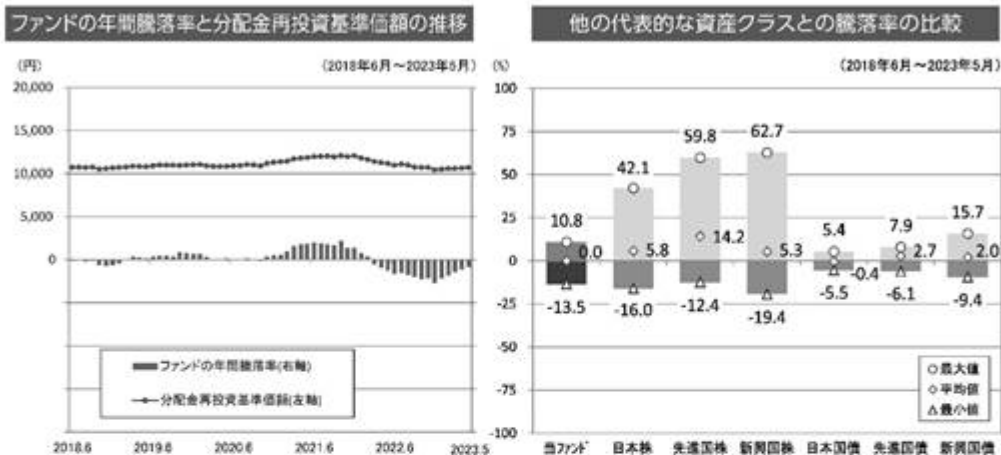 ファンドの年間騰落率と分配金再投資基準価額の推移
(円)
(2018年6月~2023年5月)
20,000
15,000
10,000
5,000
0
ファンドの年間騰落率(右軸)
分配金再投資基準価額(左軸)
2018.6 2019.6 2020.6 2021.6 2022.6 2023.5
他の代表的な資産クラスとの騰落率の比較
(%)
(2018年6月~2023年5月)
100
75
50
25
0
-25
-50
-75
-100
10.8 42.1 59.8 62.7 5.4 7.9 15.7
0.0 5.8 14.2 5.3 -0.4 2.7 2.0
-13.5 -16.0 -12.4 -19.4 -5.5 -6.1 -9.4
○最大値
◇平均値
△最小値
当ファンド 日本株 先進国株 新興国株 日本国債 先進国債 新興国債